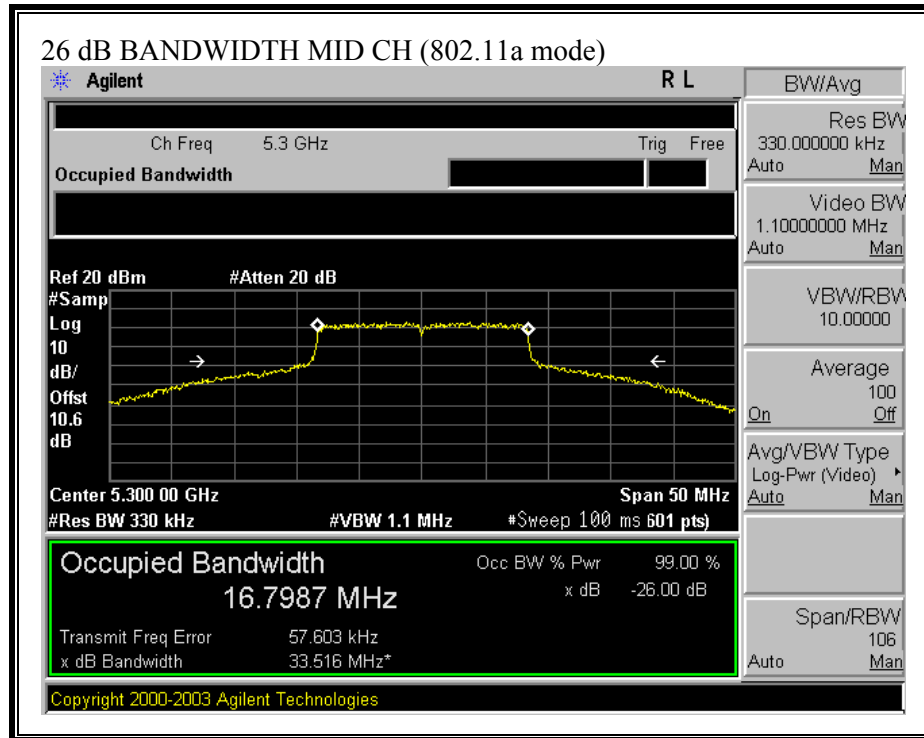 26 dB BANDWIDTH MID CH (802.11a mode)
Agilent R L
BW/Avg
Ch Freq 5.3 GHz Trig Free
Occupied Bandwidth
Res BW
330.000000 kHz
Auto Man
Video BW
1.10000000 MHz
Auto Man
VBW/RBW
10.00000
Average
100
On Off
Avg/VBW Type
Log-Pwr (Video)
Auto Man
Span/RBW
106
Auto Man
Ref 20 dBm #Atten 20 dB
#Samp
Log
10
dB/
Offst
10.6
dB
Center 5.300 00 GHz Span 50 MHz
#Res BW 330 kHz #VBW 1.1 MHz #Sweep 100 ms 601 pts)
Occupied Bandwidth
16.7987 MHz
Occ BW % Pwr 99.00 %
x dB -26.00 dB
Transmit Freq Error 57.603 kHz
x dB Bandwidth 33.516 MHz*
Copyright 2000-2003 Agilent Technologies